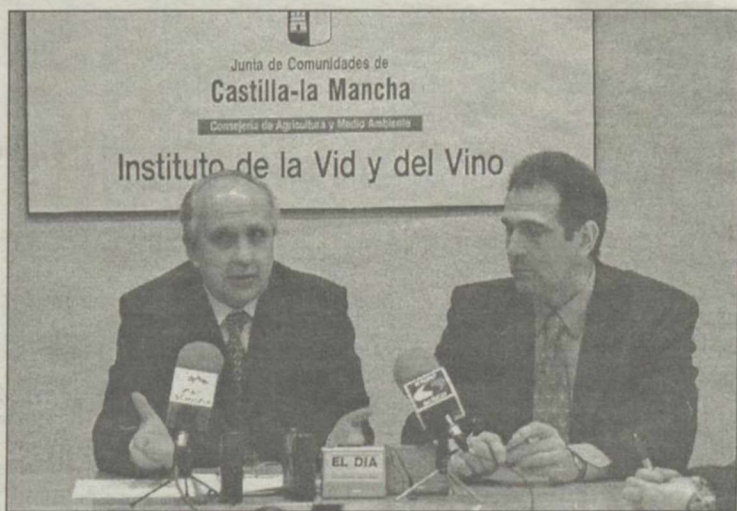 Junta de Comunidades de
Castilla-la Mancha
Consejería de Agricultura y Medio Ambiente
Instituto de la Vid y del Vino
EL DIA